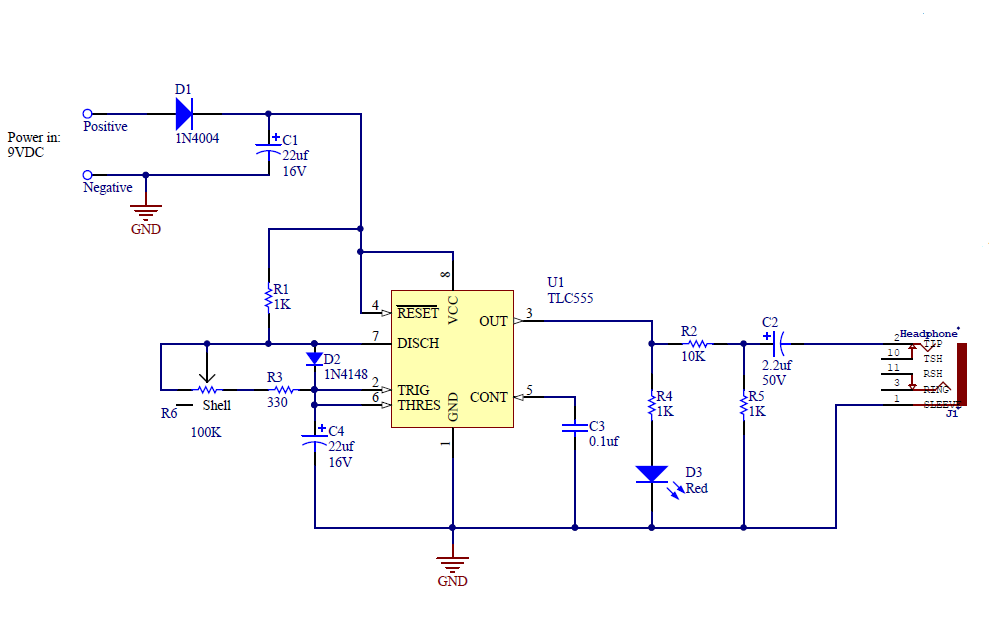 D1
1N4004
Positive
Power in:
9VDC
C1
22uf
16V
Negative
GND
8
U1
TLC555
R1
1K
4
RESET
VCC
OUT
3
7
DISCH
D2
1N4148
R3
330
2
TRIG
6
THRES
GND
CONT
5
1
R6
Shell
100K
C4
22uf
16V
C3
0.1uf
R2
10K
C2
2.2uf
50V
R4
1K
R5
1K
D3
Red
Headphone
2
TIP
10
TSH
11
RSH
3
RING
1
SLEEVE
J1
GND